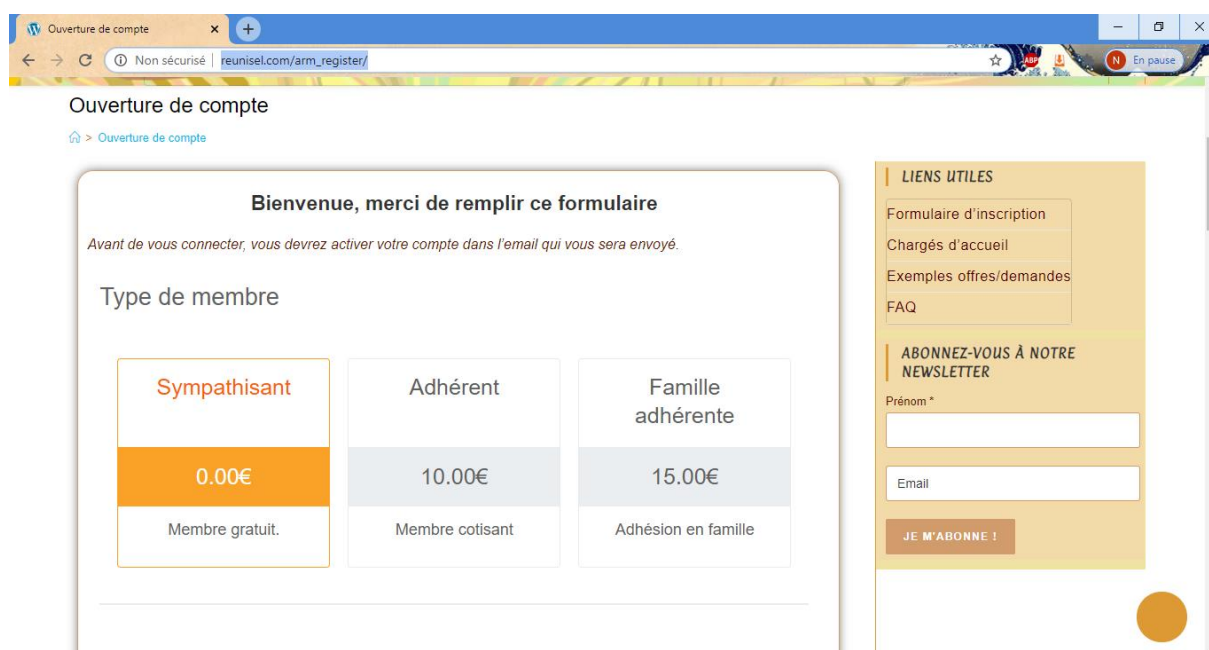 Ouverture de compte
Non sécurisé | reunisel.com/arm_register/
ABP
N En pause
Ouverture de compte
> Ouverture de compte
Bienvenue, merci de remplir ce formulaire
Avant de vous connecter, vous devrez activer votre compte dans l'email qui vous sera envoyé.
Type de membre
Sympathisant
0.00€
Membre gratuit.
Adhérent
10.00€
Membre cotisant
Famille
adhérente
15.00€
Adhésion en famille
LIENS UTILES
Formulaire d'inscription
Chargés d'accueil
Exemples offres/demandes
FAQ
ABONNEZ-VOUS À NOTRE
NEWSLETTER
Prénom *
Email
JE M'ABONNE !